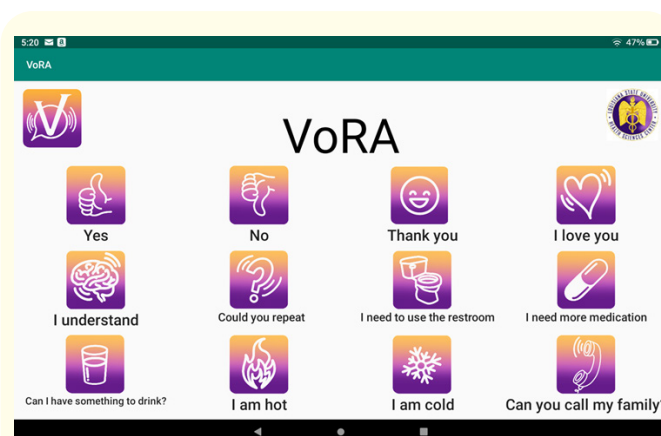 5:20
47%
VoRA
VoRA
Yes
No
Thank you
I love you
I understand
Could you repeat
I need to use the restroom
I need more medication
Can I have something to drink?
I am hot
I am cold
Can you call my family?